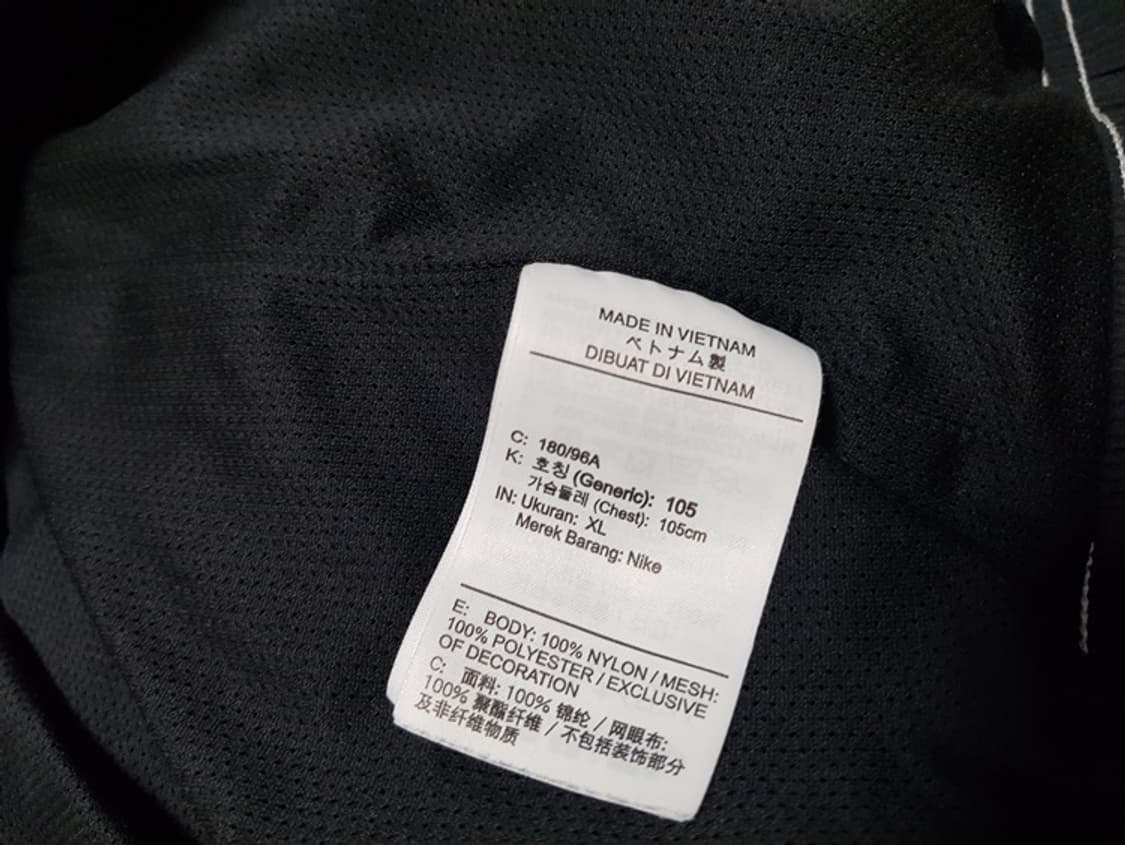 MADE IN VIETNAM
ベトナム製
DIBUAT DI VIETNAM
C: 180/96A
K: 호칭 (Generic): 105
가슴둘레 (Chest): 105cm
IN: Ukuran: XL
Merek Barang: Nike
E: BODY: 100% NYLON / MESH:
100% POLYESTER / EXCLUSIVE
OF DECORATION
C: 面料: 100% 锦纶 / 网眼布:
100% 聚酯纤维 / 不包括装饰部分
及非纤维物质